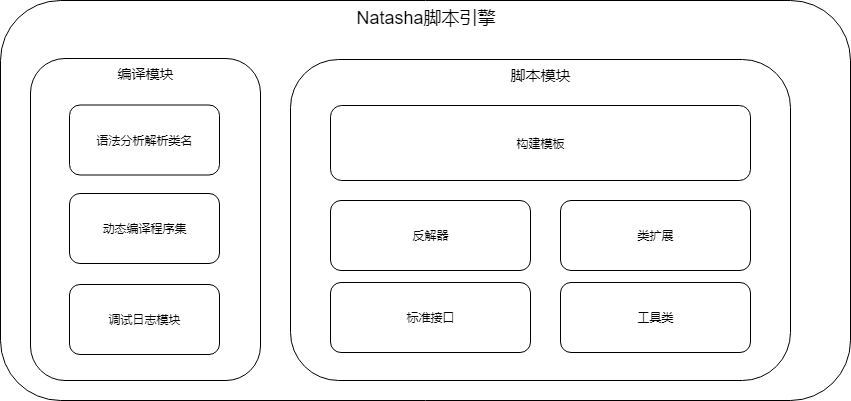 Natasha脚本引擎
编译模块
语法分析解析类名
动态编译程序集
调试日志模块
脚本模块
构建模板
反解器
类扩展
标准接口
工具类